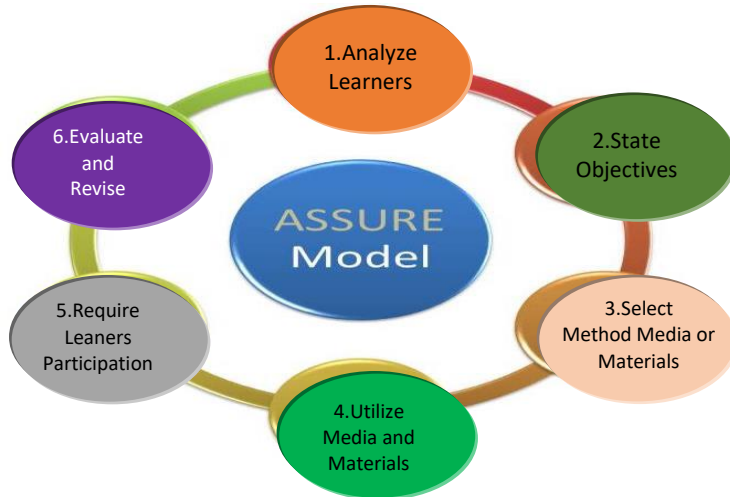 1.Analyze
Learners
2.State
Objectives
3.Select
Method Media or
Materials
4.Utilize
Media and
Materials
5.Require
Leaners
Participation
6.Evaluate
and
Revise
ASSURE
Model